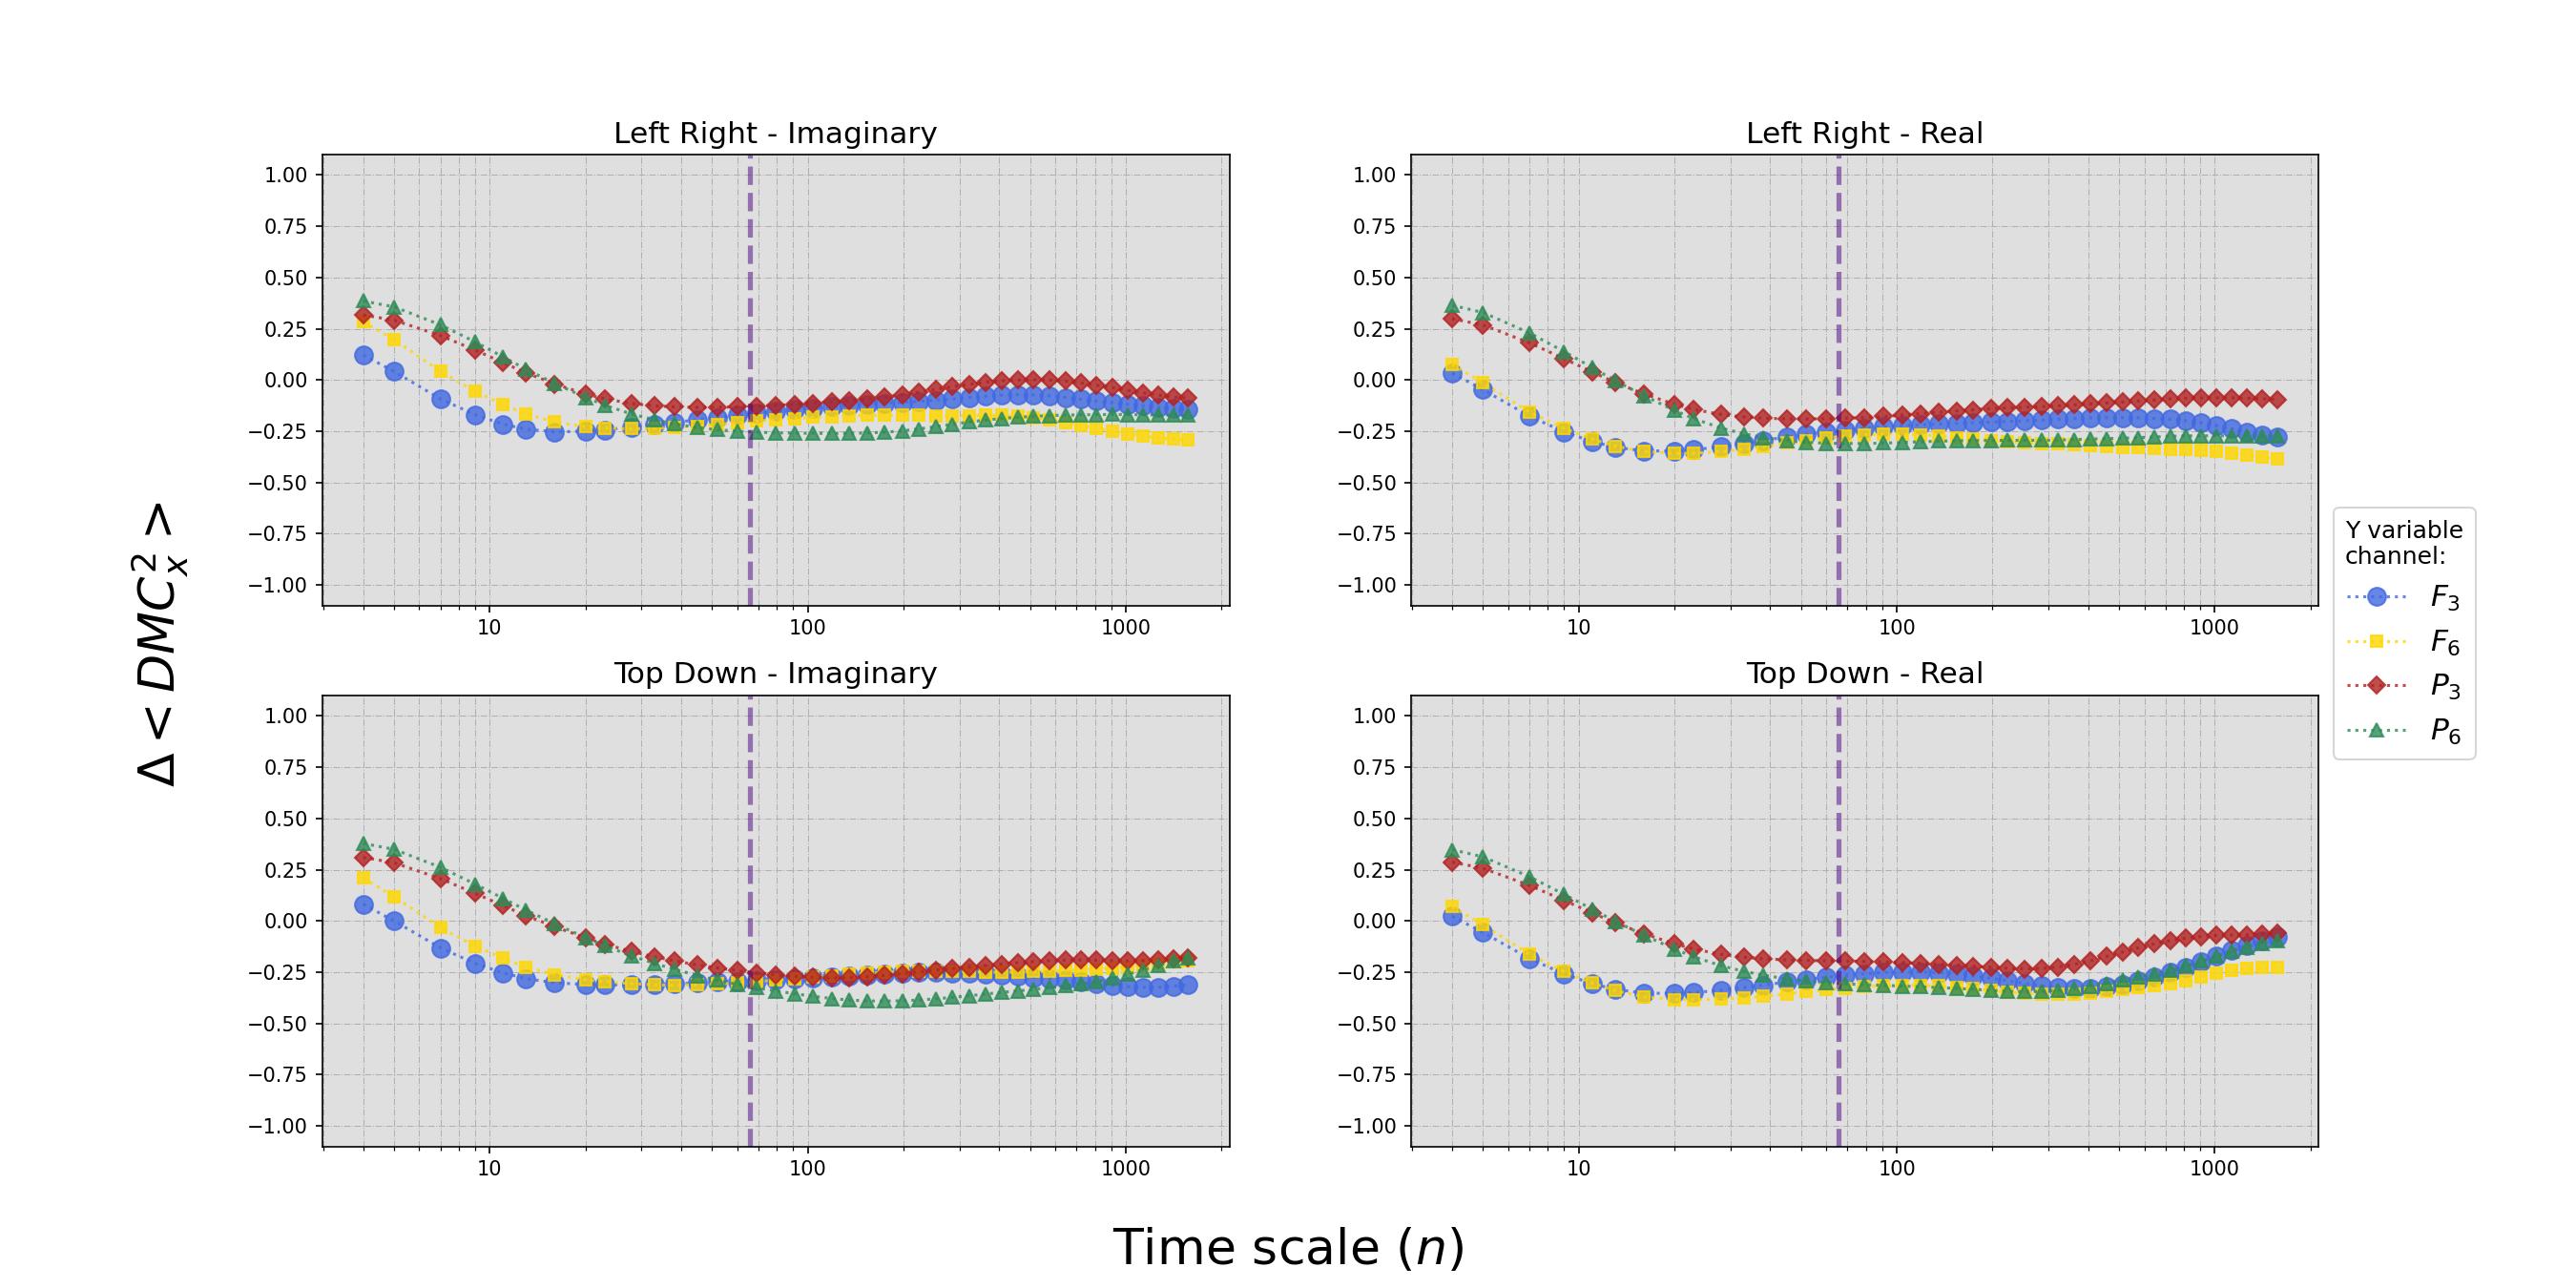 Left Right - Imaginary
1.00
0.75
0.50
0.25
0.00
−0.25
−0.50
−0.75
−1.00
10 100 1000
Left Right - Real
1.00
0.75
0.50
0.25
0.00
−0.25
−0.50
−0.75
−1.00
10 100 1000
Top Down - Imaginary
1.00
0.75
0.50
0.25
0.00
−0.25
−0.50
−0.75
−1.00
10 100 1000
Top Down - Real
1.00
0.75
0.50
0.25
0.00
−0.25
−0.50
−0.75
−1.00
10 100 1000
Δ < DMC²ₓ >
Time scale (n)
Y variable
channel:
F₃
F₆
P₃
P₆